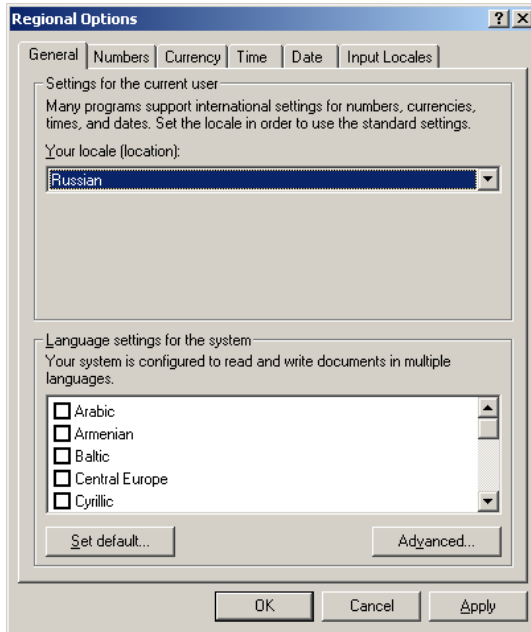 Regional Options
General Numbers Currency Time Date Input Locales
Settings for the current user
Many programs support international settings for numbers, currencies,
times, and dates. Set the locale in order to use the standard settings.
Your locale (location):
Russian
Language settings for the system
Your system is configured to read and write documents in multiple
languages.
Arabic
Armenian
Baltic
Central Europe
Cyrillic
Set default... Advanced...
OK Cancel Apply